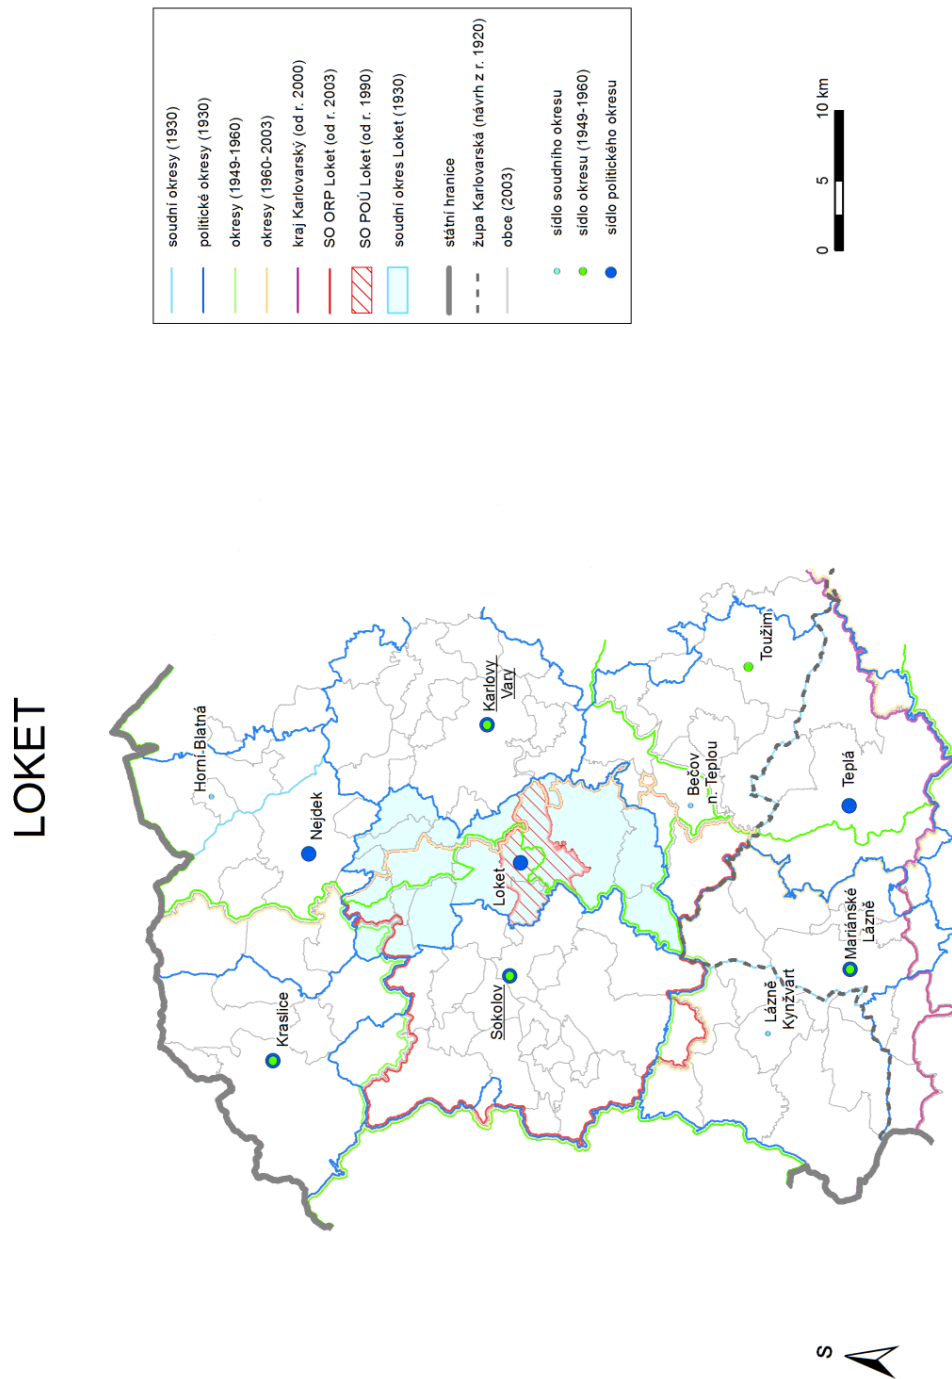 LOKET
Horní Blatná
Nejdek
Kraslice
Karlovy
Vary
Loket
Sokolov
Bečov
n. Teplou
Toužim
Lázně
Kynžvart
Mariánské
Lázně
Teplá
soudní okresy (1930)
politické okresy (1930)
okresy (1949-1960)
okresy (1960-2003)
kraj Karlovarský (od r. 2000)
SO ORP Loket (od r. 2003)
SO POÚ Loket (od r. 1990)
soudní okres Loket (1930)
státní hranice
župa Karlovarská (návrh z r. 1920)
obce (2003)
sídlo soudního okresu
sídlo okresu (1949-1960)
sídlo politického okresu
0 5 10 km
S